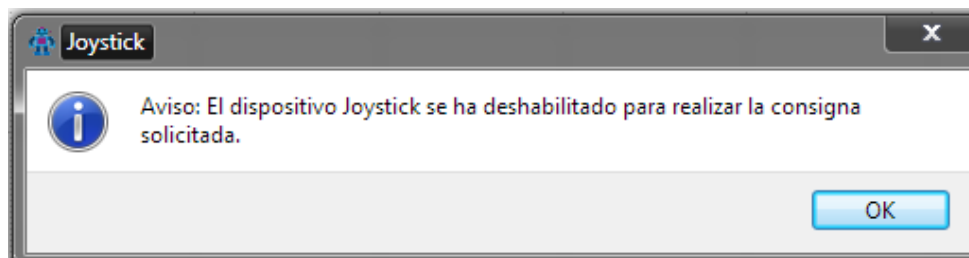 Joystick
x
Aviso: El dispositivo Joystick se ha deshabilitado para realizar la consigna
solicitada.
OK